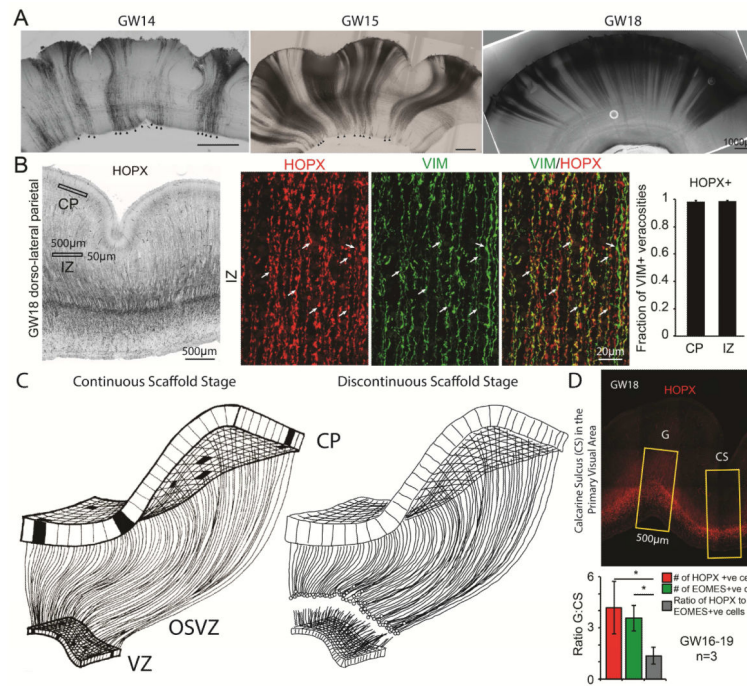 A
GW14
GW15
GW18
1000μm
B
HOPX
CP
500μm
50μm
IZ
500μm
GW18 dorso-lateral parietal
IZ
HOPX
VIM
VIM/HOPX
20μm
HOPX+
Fraction of VIM+ veracosities
1
0.8
0.6
0.4
0.2
0
CP
IZ
C
Continuous Scaffold Stage
Discontinuous Scaffold Stage
CP
OSVZ
VZ
D
GW18
HOPX
G
CS
500μm
Calcarine Sulcus (CS) in the
Primary Visual Area
Ratio G:CS
6
3
0
*
*
# of HOPX +ve ce
# of EOMES+ve c
Ratio of HOPX to
EOMES+ve cells
GW16-19
n=3